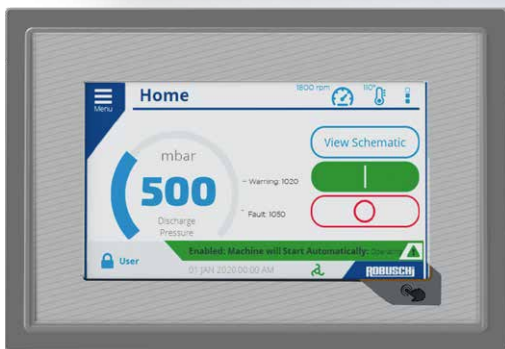 Menu
Home
1800 rpm
110°
mbar
500
Discharge
Pressure
View Schematic
- Warning: 1020
- Fault: 1050
Enabled: Machine will Start Automatically:
User
01 JAN 2020 00:00 AM
ROBUSCHi